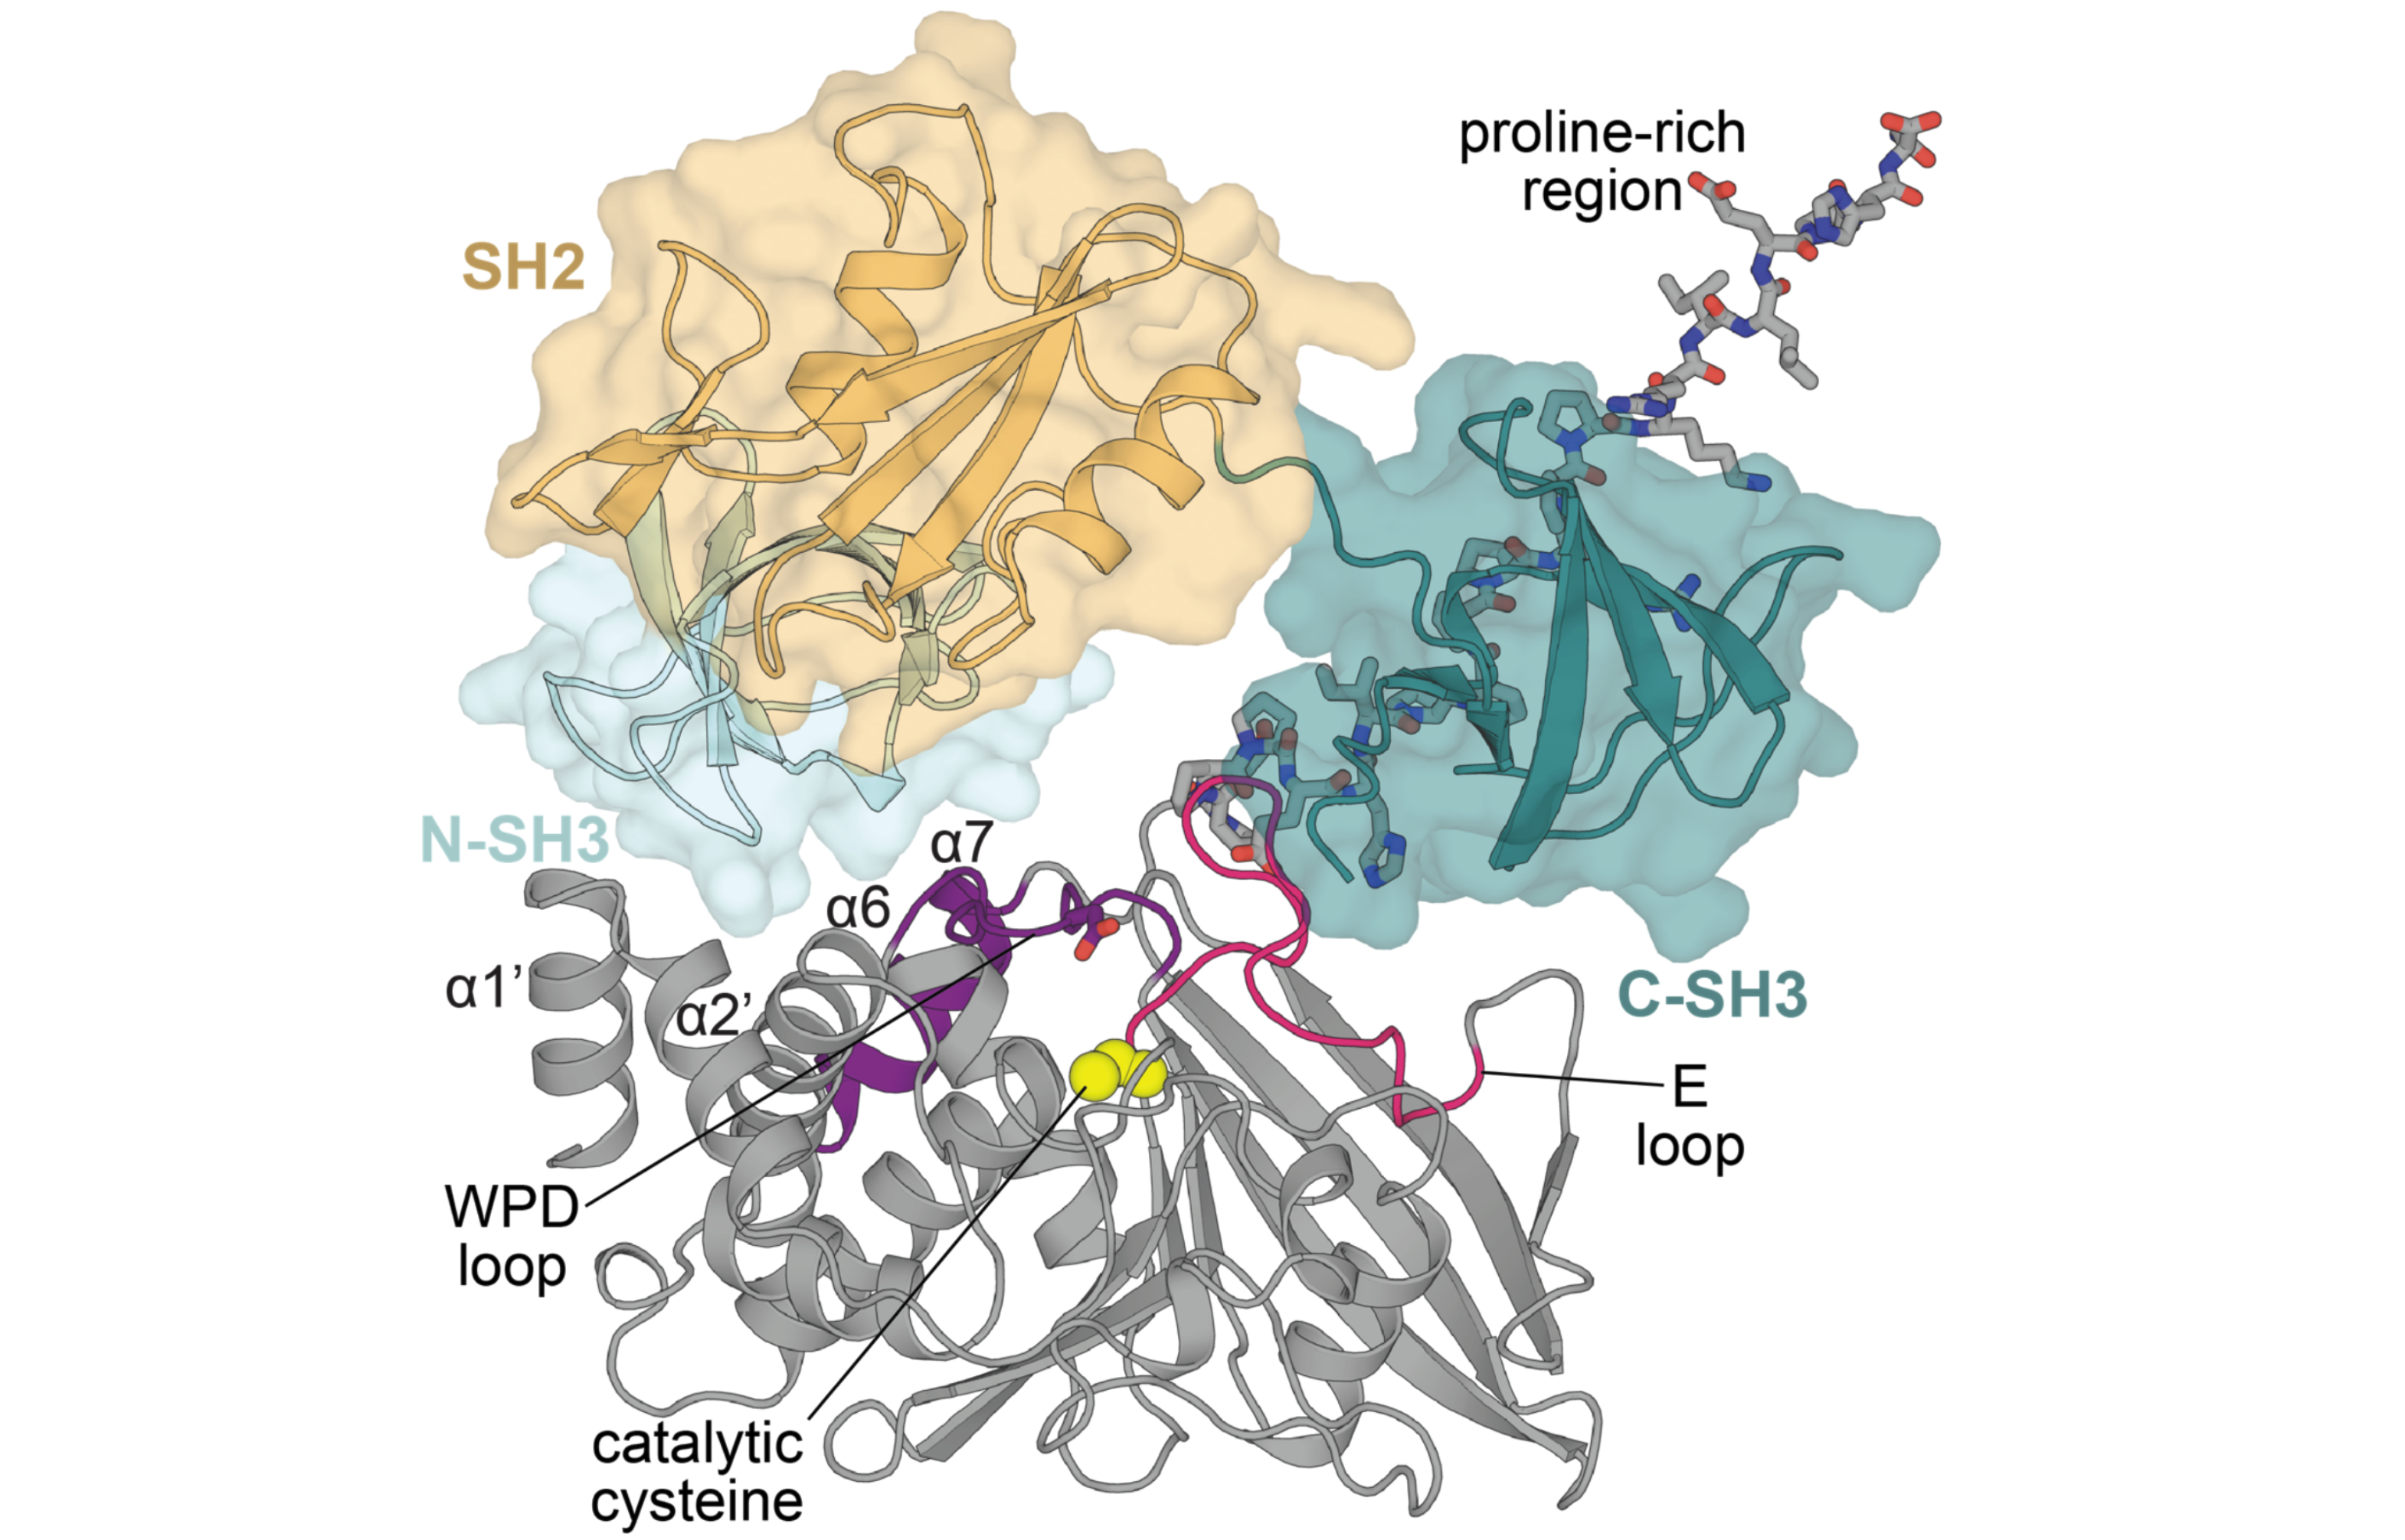 proline-rich
region
SH2
N-SH3
α7
α6
α1’
α2’
C-SH3
E
loop
WPD
loop
catalytic
cysteine